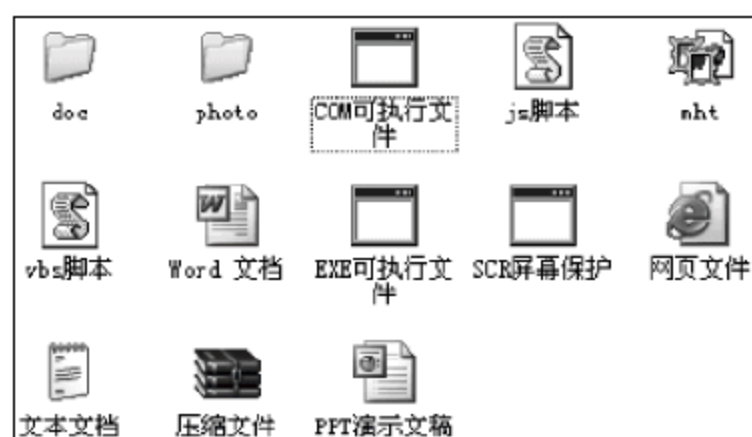 doc
photo
COM可执行文
件
js脚本
mht
vbs脚本
Word 文档
EXE可执行文
件
SCR屏幕保护
网页文件
文本文档
压缩文件
PPT演示文稿